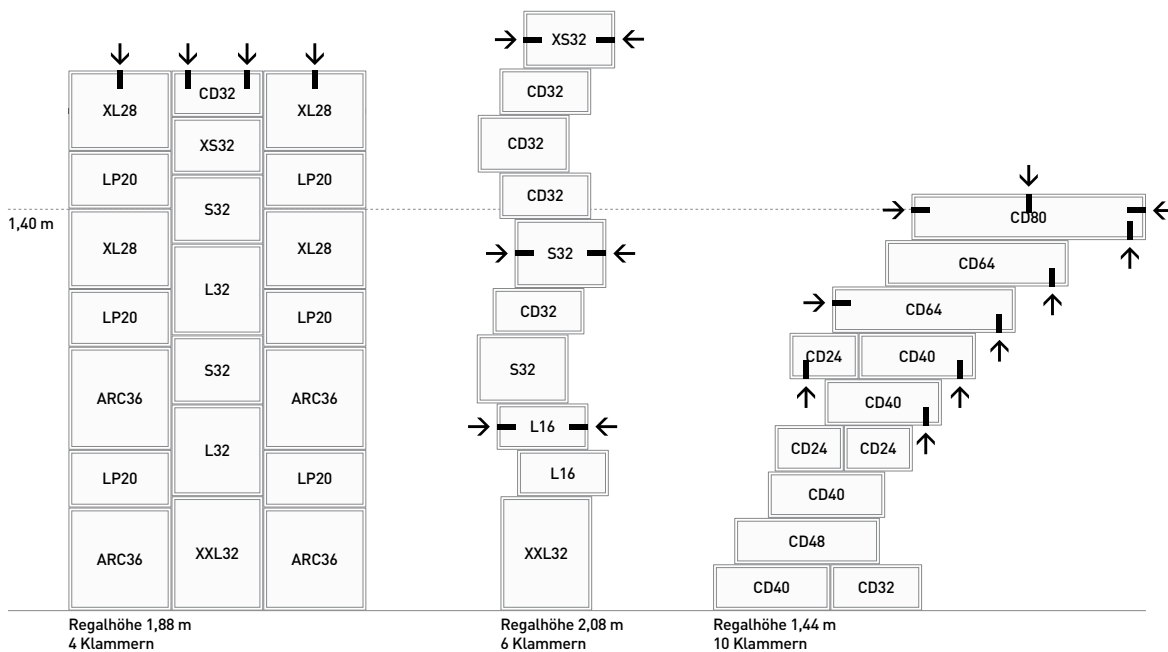 XL28
LP20
XL28
LP20
ARC36
LP20
ARC36
CD32
XS32
S32
L32
S32
L32
XXL32
XL28
LP20
XL28
LP20
ARC36
LP20
ARC36
1,40 m
Regalhöhe 1,88 m
4 Klammern
XS32
CD32
CD32
CD32
S32
CD32
S32
L16
L16
XXL32
Regalhöhe 2,08 m
6 Klammern
CD80
CD64
CD64
CD24
CD40
CD40
CD24
CD24
CD40
CD48
CD40
CD32
Regalhöhe 1,44 m
10 Klammern